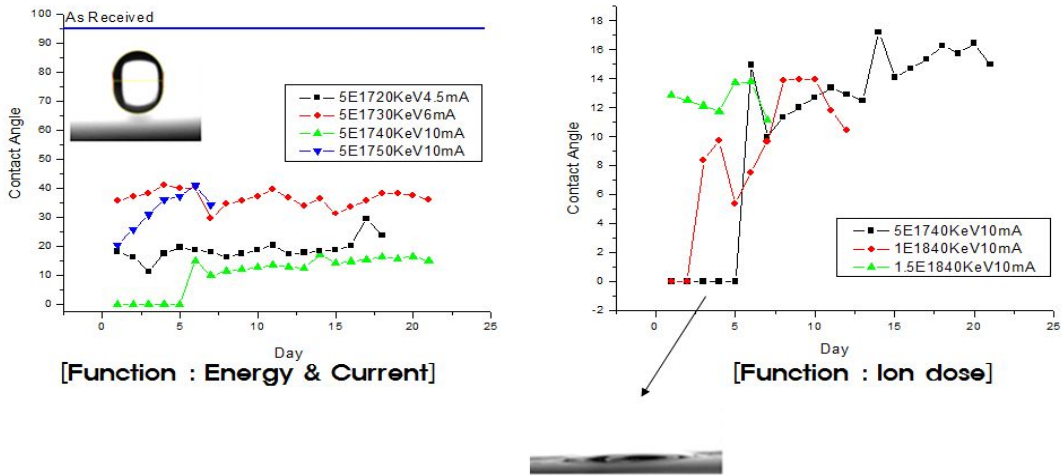 As Received
100
90
80
70
60
50
40
30
20
10
0
Contact Angle
5E1720KeV4.5mA
5E1730KeV6mA
5E1740KeV10mA
5E1750KeV10mA
0 5 10 15 20 25
Day
[Function : Energy & Current]
18
16
14
12
10
8
6
4
2
0
-2
Contact Angle
5E1740KeV10mA
1E1840KeV10mA
1.5E1840KeV10mA
0 5 10 15 20 25
Day
[Function : Ion dose]